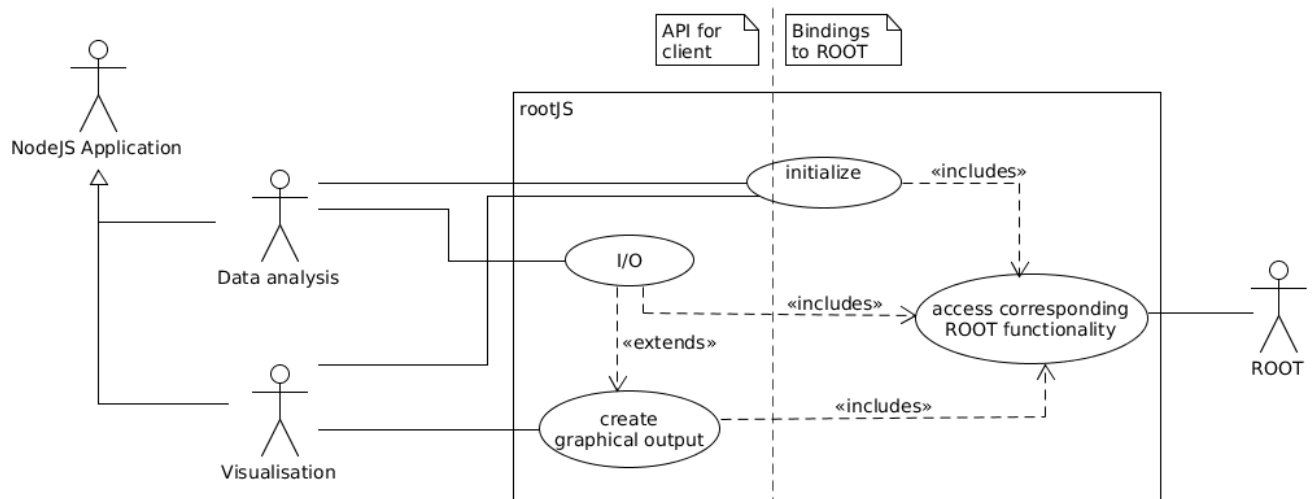 API for
client
Bindings
to ROOT
rootJS
NodeJS Application
initialize
«includes»
Data analysis
I/O
«includes»
access corresponding
ROOT functionality
«extends»
ROOT
«includes»
create
graphical output
Visualisation